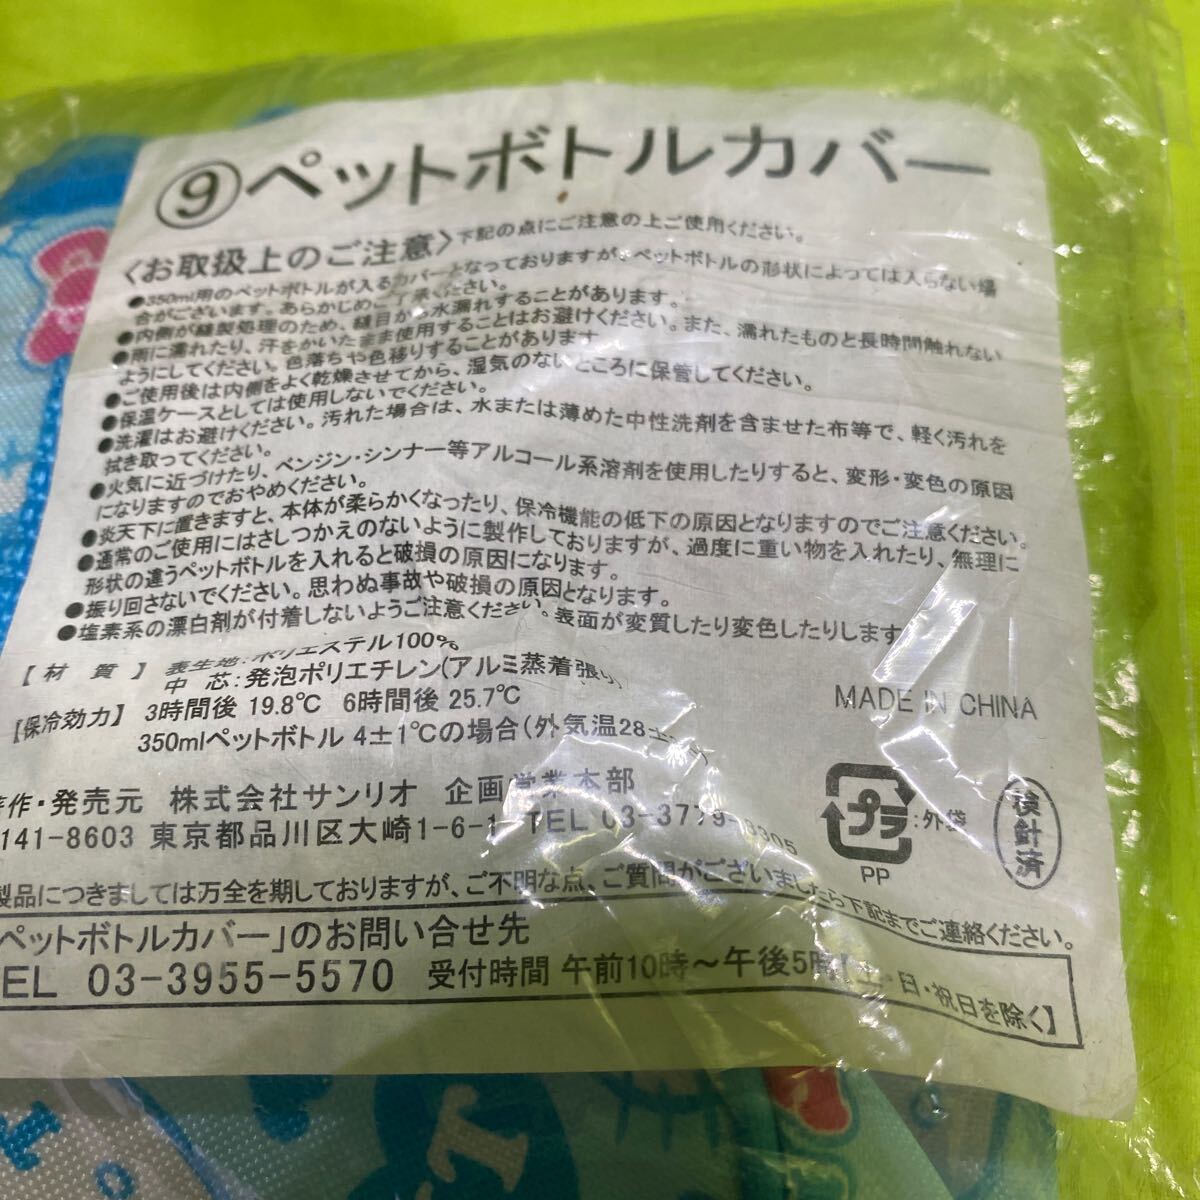 ⑨ペットボトルカバー
〈お取扱上のご注意〉下記の点にご注意の上ご使用ください。
●350ml用のペットボトルが入るカバーとなっておりますが、ペットボトルの形状によっては入らない場
合がございます。あらかじめご了承ください。
●内側が縫製処理のため、縫目から水漏れすることがあります。
●雨に濡れたり、汗をかいたまま使用することはお避けください。また、濡れたものと長時間触れない
ようにしてください。色落ちや色移りすることがあります
●ご使用後は内側をよく乾燥させてから、湿気のないところに保管してください。
●保温ケースとしては使用しないでください。
●洗濯はお避けください。汚れた場合は、水または薄めた中性洗剤を含ませた布等で、軽く汚れを
拭き取ってください。
●火気に近づけたり、ベンジン・シンナー等アルコール系溶剤を使用したりすると、変形・変色の原因
になりますのでおやめください。
●炎天下に置きますと、本体が柔らかくなったり、保冷機能の低下の原因となりますのでご注意ください。
●通常のご使用にはさしつかえのないように製作しておりますが、過度に重い物を入れたり、無理に
形状の違うペットボトルを入れると破損の原因になります。
●振り回さないでください。思わぬ事故や破損の原因となります。
●塩素系の漂白剤が付着しないようご注意ください。表面が変質したり変色したりします
【材質】表生地:ポリエステル100%
中芯:発泡ポリエチレン(アルミ蒸着張り)
【保冷効力】3時間後 19.8℃ 6時間後 25.7℃
350mlペットボトル 4±1℃の場合(外気温28
MADE IN CHINA
作・発売元 株式会社サンリオ 企画営業本部
141-8603 東京都品川区大崎1-6-1 TEL 03-3779-
プラ:外袋
PP
検針済
製品につきましては万全を期しておりますが、ご不明な点、ご質問がございましたら下記までご連絡ください。
ペットボトルカバー」のお問い合せ先
TEL 03-3955-5570 受付時間 午前10時〜午後5時【土・日・祝日を除く】